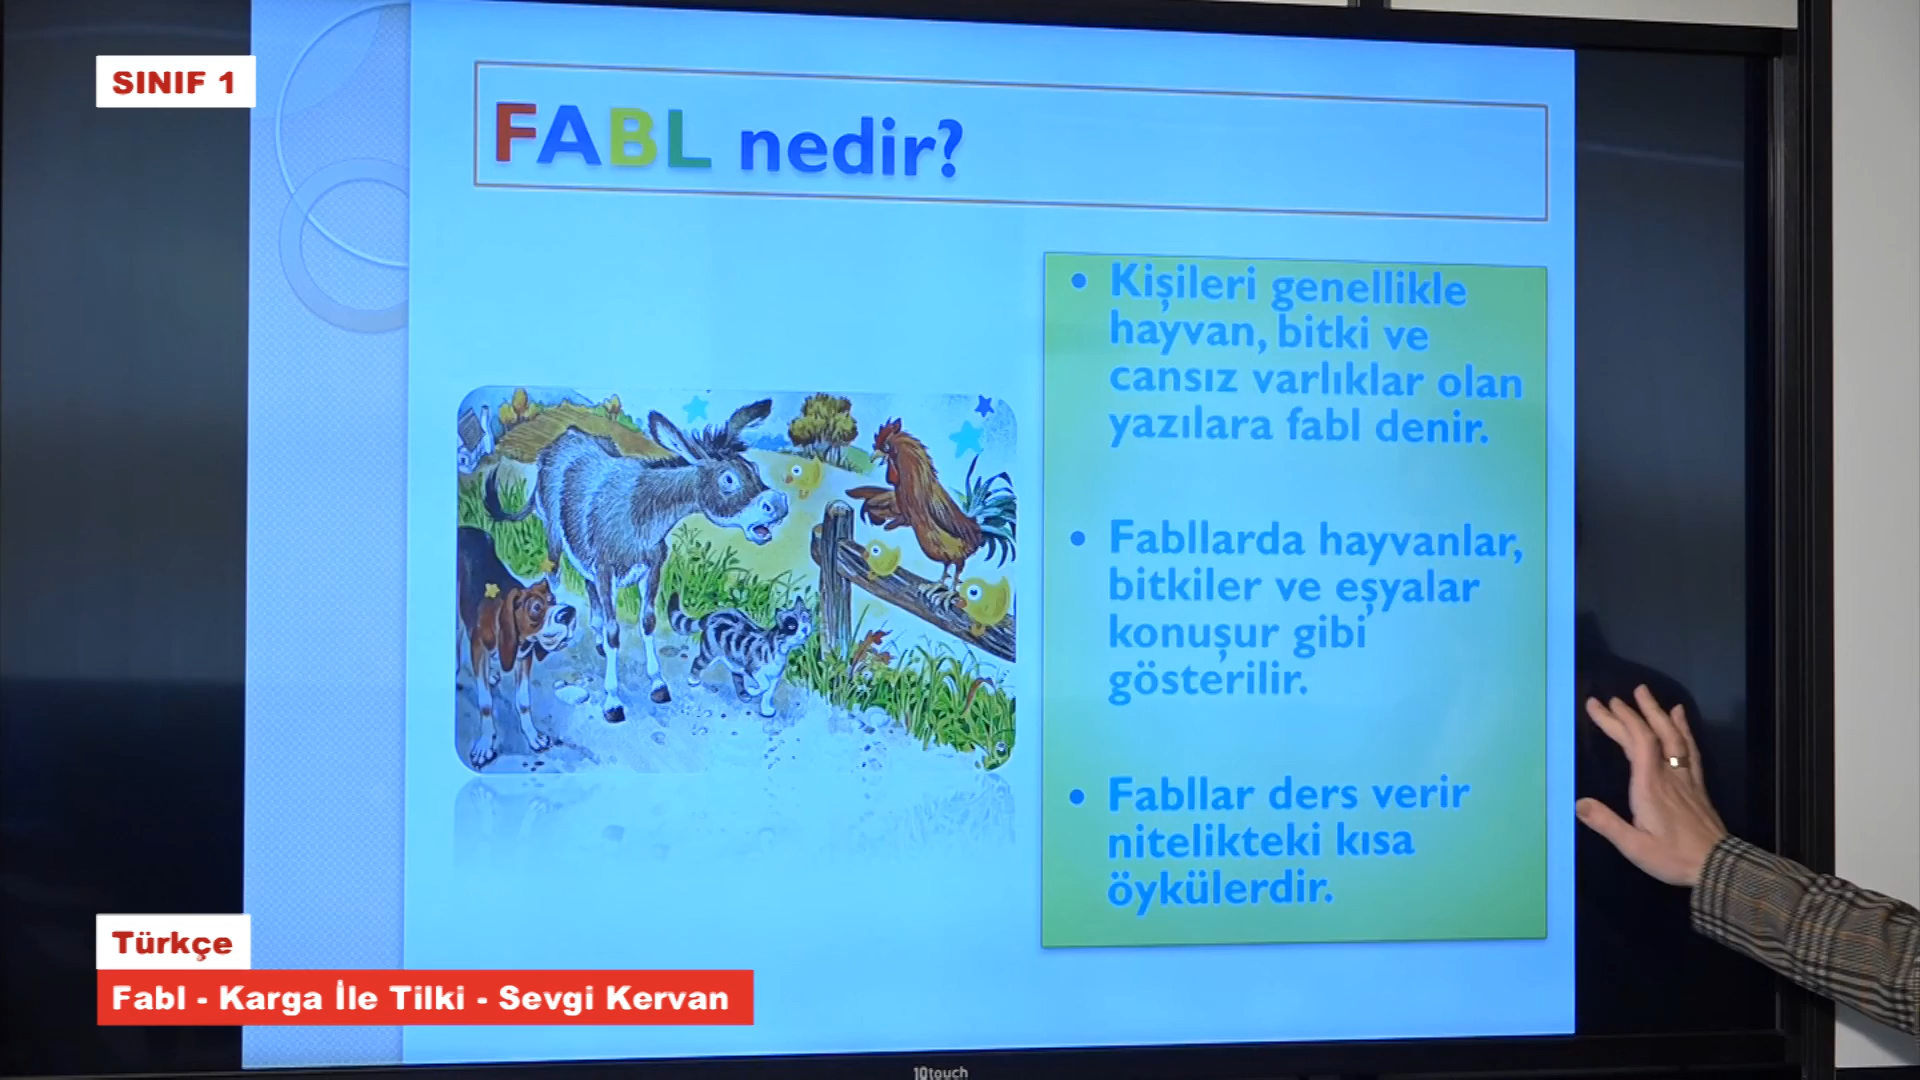 SINIF 1
FABL nedir?
• Kişileri genellikle
hayvan, bitki ve
cansız varlıklar olan
yazılara fabl denir.
• Fabllarda hayvanlar,
bitkiler ve eşyalar
konuşur gibi
gösterilir.
• Fabllar ders verir
nitelikteki kısa
öykülerdir.
Türkçe
Fabl - Karga İle Tilki - Sevgi Kervan
10touch